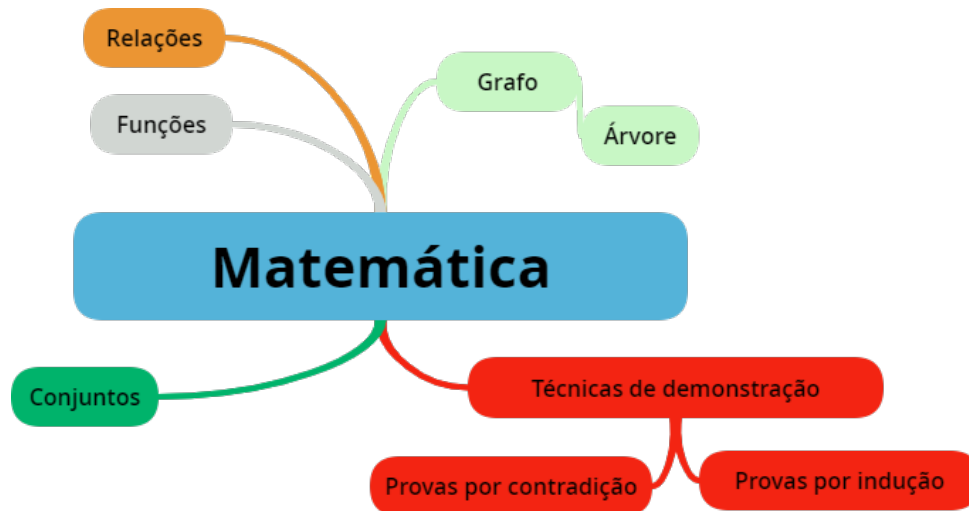 Relações
Funções
Grafo
Árvore
Matemática
Conjuntos
Técnicas de demonstração
Provas por contradição
Provas por indução